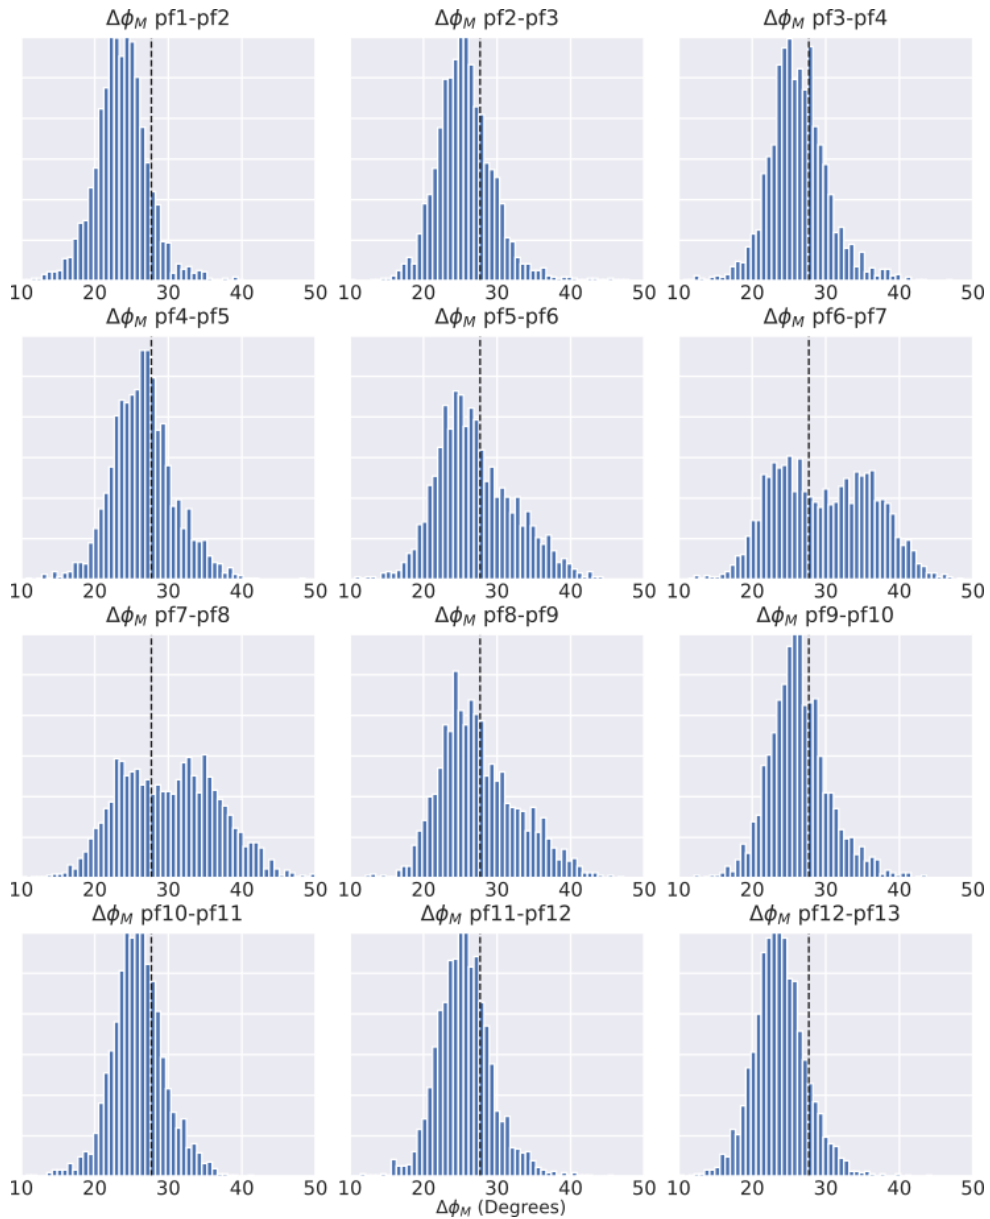 Δϕ_M pf1-pf2 Δϕ_M pf2-pf3 Δϕ_M pf3-pf4
10 20 30 40 50 10 20 30 40 50 10 20 30 40 50
Δϕ_M pf4-pf5 Δϕ_M pf5-pf6 Δϕ_M pf6-pf7
10 20 30 40 50 10 20 30 40 50 10 20 30 40 50
Δϕ_M pf7-pf8 Δϕ_M pf8-pf9 Δϕ_M pf9-pf10
10 20 30 40 50 10 20 30 40 50 10 20 30 40 50
Δϕ_M pf10-pf11 Δϕ_M pf11-pf12 Δϕ_M pf12-pf13
10 20 30 40 50 10 20 30 40 50 10 20 30 40 50
Δϕ_M (Degrees)